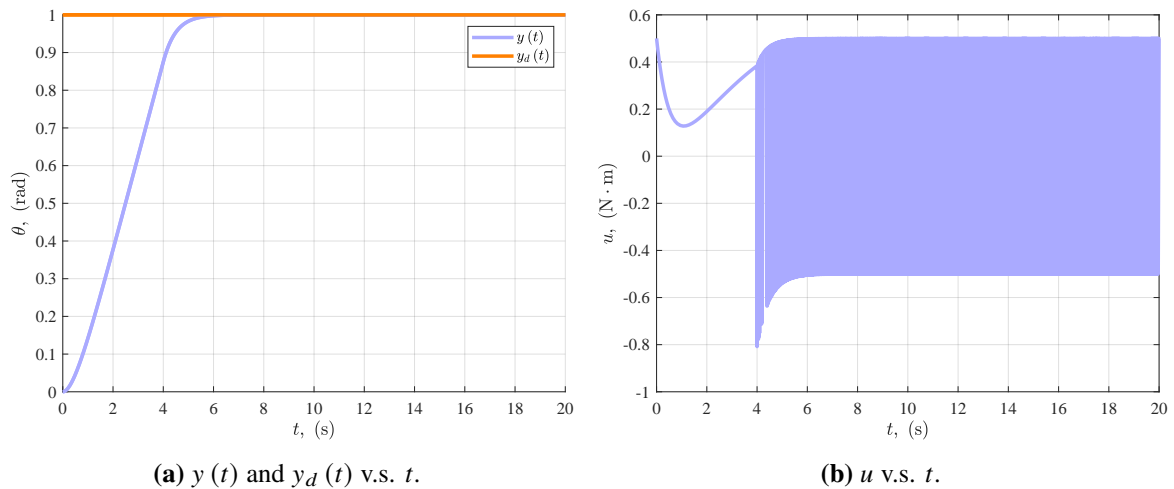 1
0.9
0.8
0.7
0.6
0.5
0.4
0.3
0.2
0.1
0
θ, (rad)
y (t)
y_d (t)
0 2 4 6 8 10 12 14 16 18 20
t, (s)
(a) y (t) and y_d (t) v.s. t.
0.6
0.4
0.2
0
-0.2
-0.4
-0.6
-0.8
-1
u, (N · m)
0 2 4 6 8 10 12 14 16 18 20
t, (s)
(b) u v.s. t.